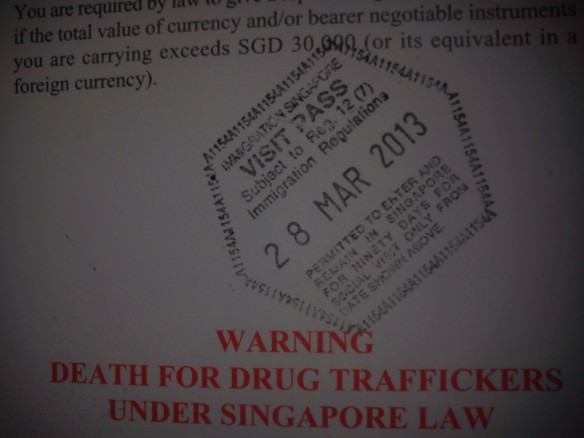 You are required by law to give
if the total value of currency and/or bearer negotiable instruments
you are carrying exceeds SGD 30,000 (or its equivalent in a
foreign currency).
IMMIGRATION SINGAPORE
VISIT PASS
Subject to Reg. 12 (7)
Immigration Regulations
28 MAR 2013
PERMITTED TO ENTER AND
REMAIN IN SINGAPORE
FOR NINETY DAYS FOR
SOCIAL VISIT ONLY FROM
DATE SHOWN ABOVE.
A1154A1154A1154A1154A1154A
WARNING
DEATH FOR DRUG TRAFFICKERS
UNDER SINGAPORE LAW